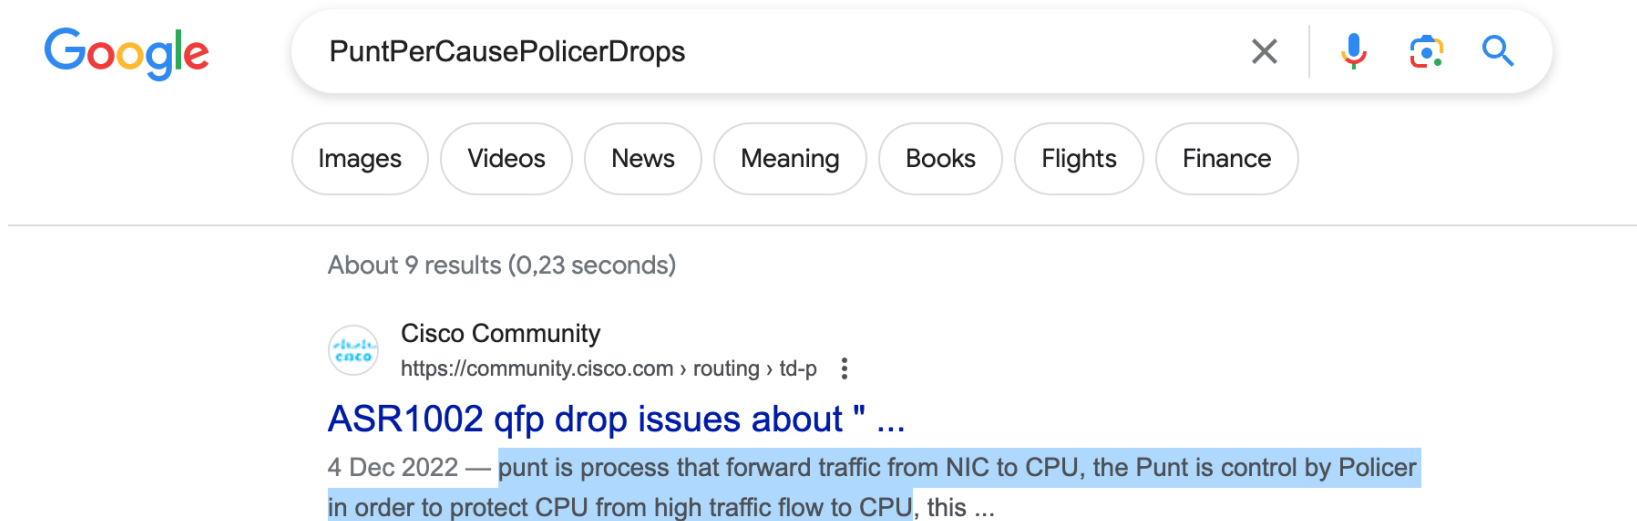 Google
PuntPerCausePolicerDrops
Images Videos News Meaning Books Flights Finance
About 9 results (0,23 seconds)
Cisco Community
cisco
https://community.cisco.com › routing › td-p
ASR1002 qfp drop issues about " ...
4 Dec 2022 — punt is process that forward traffic from NIC to CPU, the Punt is control by Policer
in order to protect CPU from high traffic flow to CPU, this ...